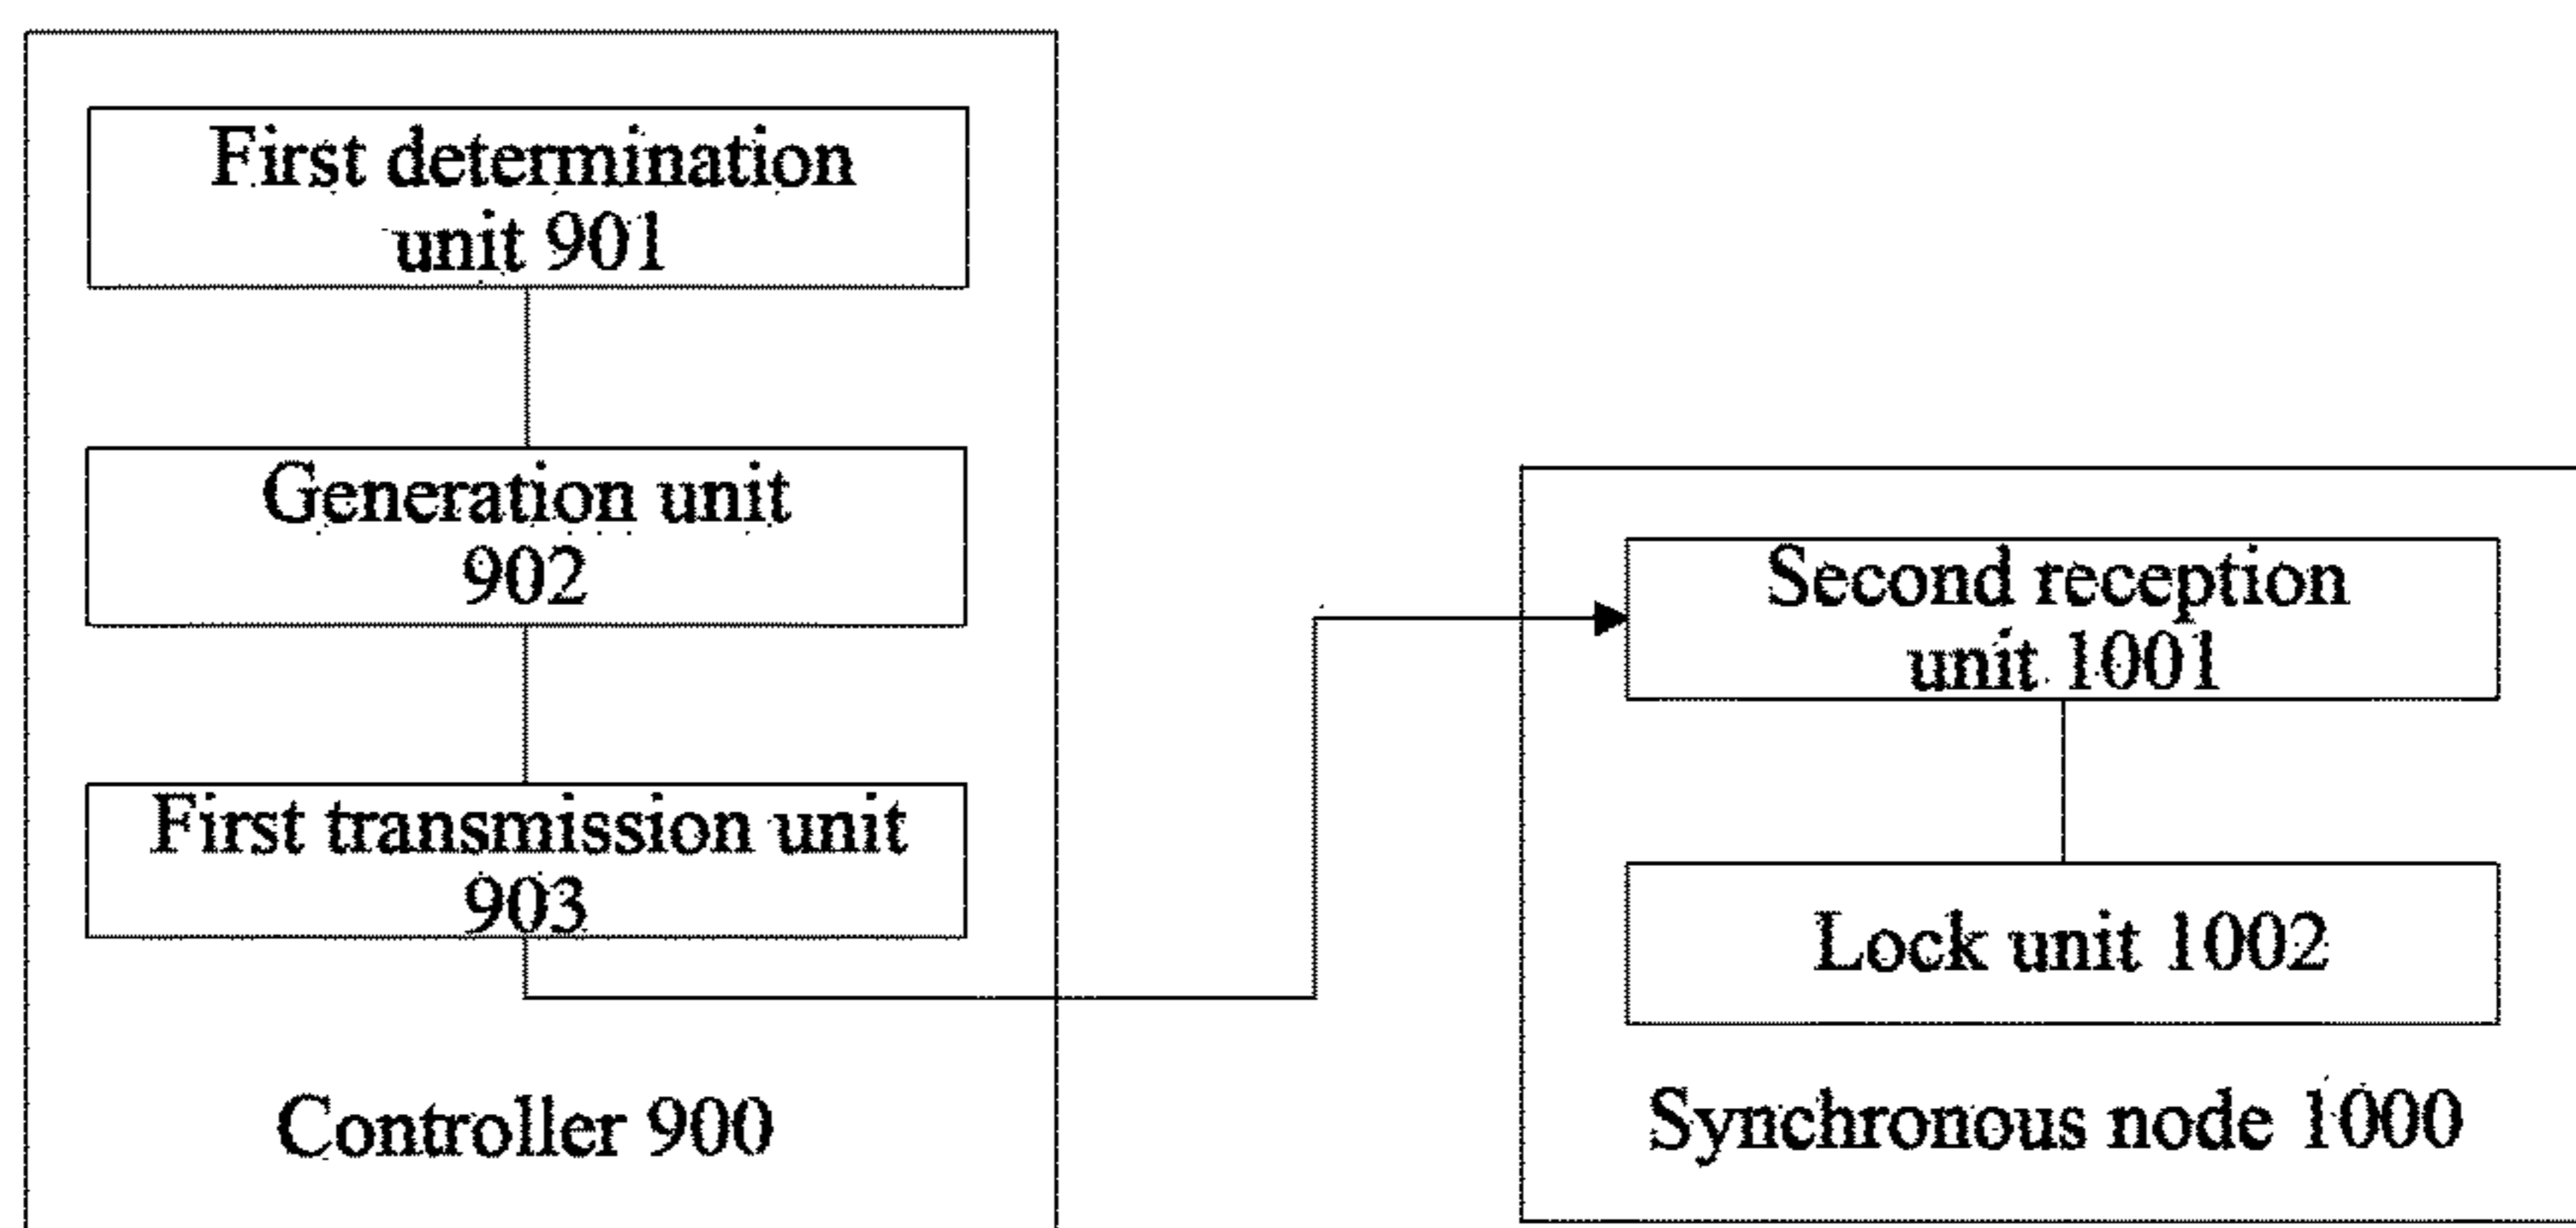 First determination
unit 901
Generation unit
902
First transmission unit
903
Controller 900
Second reception
unit 1001
Lock unit 1002
Synchronous node 1000